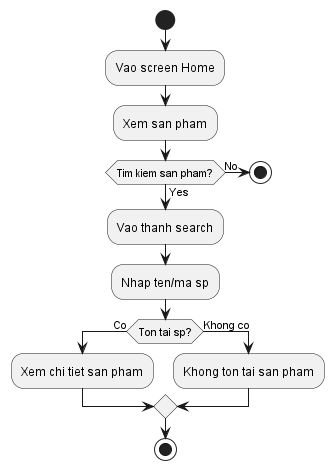 Vao screen Home
Xem san pham
Tim kiem san pham?
No
Yes
Vao thanh search
Nhap ten/ma sp
Co
Ton tai sp?
Khong co
Xem chi tiet san pham
Khong ton tai san pham